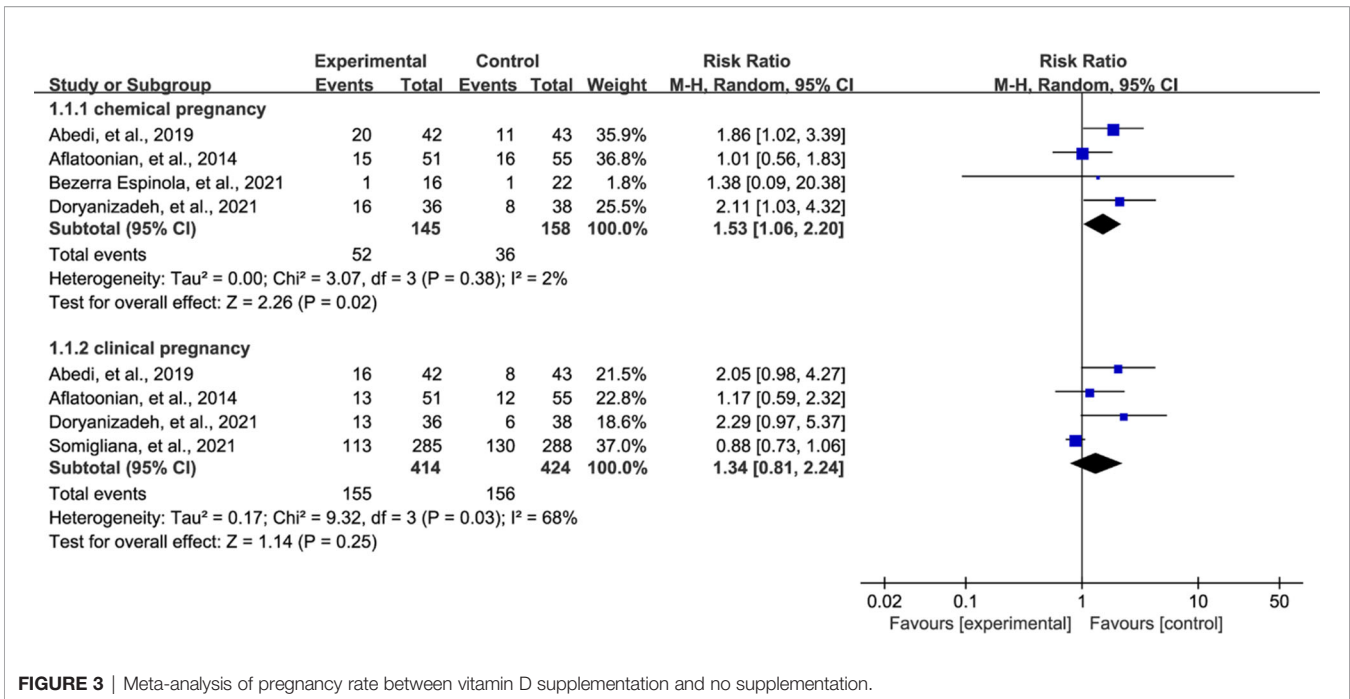 Experimental Control Risk Ratio Risk Ratio
Study or Subgroup Events Total Events Total Weight M-H, Random, 95% CI M-H, Random, 95% CI
1.1.1 chemical pregnancy
Abedi, et al., 2019 20 42 11 43 35.9% 1.86 [1.02, 3.39]
Aflatoonian, et al., 2014 15 51 16 55 36.8% 1.01 [0.56, 1.83]
Bezerra Espinola, et al., 2021 1 16 1 22 1.8% 1.38 [0.09, 20.38]
Doryanizadeh, et al., 2021 16 36 8 38 25.5% 2.11 [1.03, 4.32]
Subtotal (95% CI) 145 158 100.0% 1.53 [1.06, 2.20]
Total events 52 36
Heterogeneity: Tau² = 0.00; Chi² = 3.07, df = 3 (P = 0.38); I² = 2%
Test for overall effect: Z = 2.26 (P = 0.02)
1.1.2 clinical pregnancy
Abedi, et al., 2019 16 42 8 43 21.5% 2.05 [0.98, 4.27]
Aflatoonian, et al., 2014 13 51 12 55 22.8% 1.17 [0.59, 2.32]
Doryanizadeh, et al., 2021 13 36 6 38 18.6% 2.29 [0.97, 5.37]
Somigliana, et al., 2021 113 285 130 288 37.0% 0.88 [0.73, 1.06]
Subtotal (95% CI) 414 424 100.0% 1.34 [0.81, 2.24]
Total events 155 156
Heterogeneity: Tau² = 0.17; Chi² = 9.32, df = 3 (P = 0.03); I² = 68%
Test for overall effect: Z = 1.14 (P = 0.25)
0.02 0.1 1 10 50
Favours [experimental] Favours [control]
FIGURE 3 | Meta-analysis of pregnancy rate between vitamin D supplementation and no supplementation.